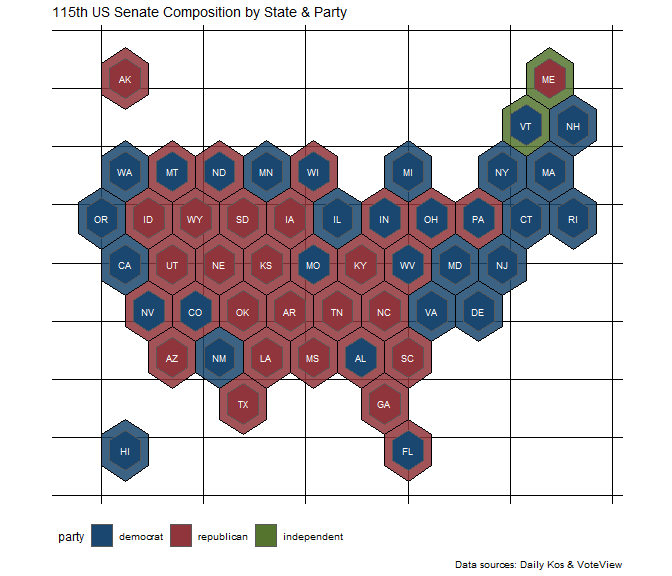 115th US Senate Composition by State & Party
AK ME
VT NH
WA MT ND MN WI MI NY MA
OR ID WY SD IA IL IN OH PA CT RI
CA UT NE KS MO KY WV MD NJ
NV CO OK AR TN NC VA DE
AZ NM LA MS AL SC
TX GA
HI FL
party democrat republican independent
Data sources: Daily Kos & VoteView